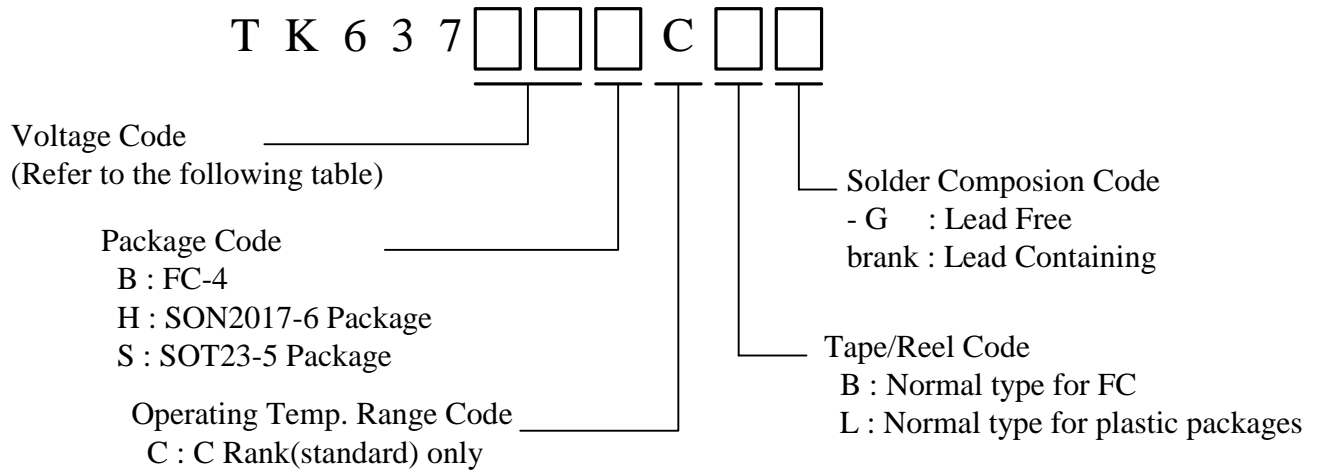 T K 6 3 7 □ □ □ C □ □
Voltage Code
(Refer to the following table)
Package Code
B : FC-4
H : SON2017-6 Package
S : SOT23-5 Package
Operating Temp. Range Code
C : C Rank(standard) only
Solder Composion Code
- G : Lead Free
brank : Lead Containing
Tape/Reel Code
B : Normal type for FC
L : Normal type for plastic packages